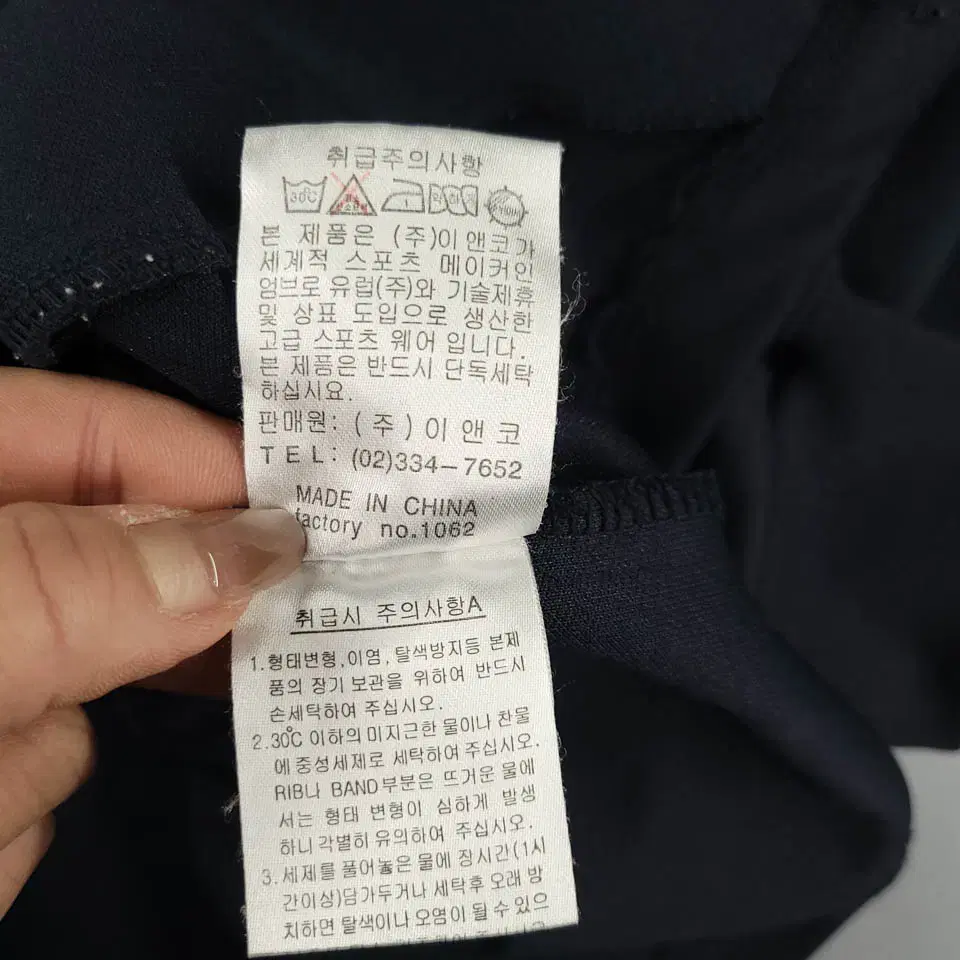 취급주의사항
30℃
본 제품은 (주)이앤코가
세계적 스포츠 메이커인
엄브로 유럽(주)와 기술제휴
및 상표 도입으로 생산한
고급 스포츠 웨어 입니다.
본 제품은 반드시 단독세탁
하십시요.
판매원: (주)이앤코
TEL: (02)334-7652
MADE IN CHINA
factory no.1062
취급시 주의사항A
1.형태변형,이염,탈색방지등 본제
품의 장기 보관을 위하여 반드시
손세탁하여 주십시오.
2.30℃ 이하의 미지근한 물이나 찬물
에 중성세제로 세탁하여 주십시오.
RIB나 BAND부분은 뜨거운 물에
서는 형태 변형이 심하게 발생
하니 각별히 유의하여 주십시오.
3.세제를 풀어놓은 물에 장시간(1시
간이상)담가두거나 세탁후 오래 방
치하면 탈색이나 오염이 될 수 있으